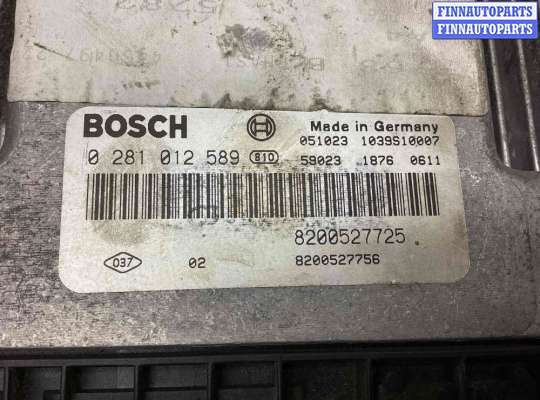 FINNAUTOPARTS
FINNAUTOPARTS
BOSCH
Made in Germany
051023 1039S10007
0 281 012 589 810
59023 1876 0611
8200527725
037 02 8200527756